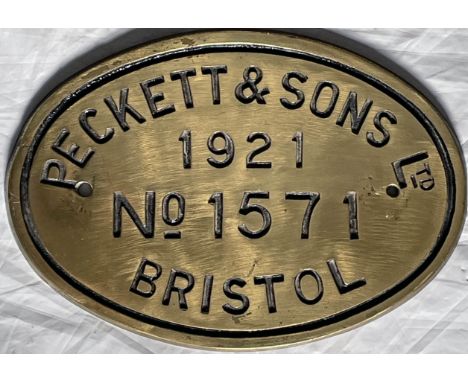 PECKETT & SONS LTD
1921
No 1571
BRISTOL